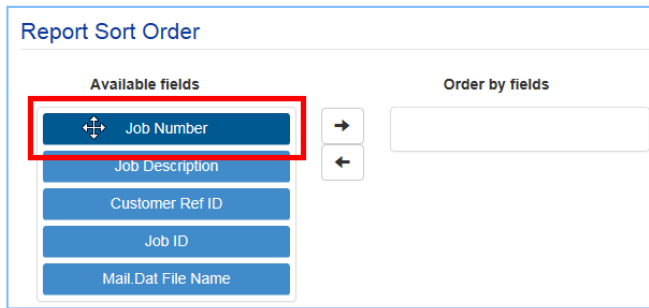 Report Sort Order
Available fields
Order by fields
Job Number
Job Description
Customer Ref ID
Job ID
Mail.Dat File Name